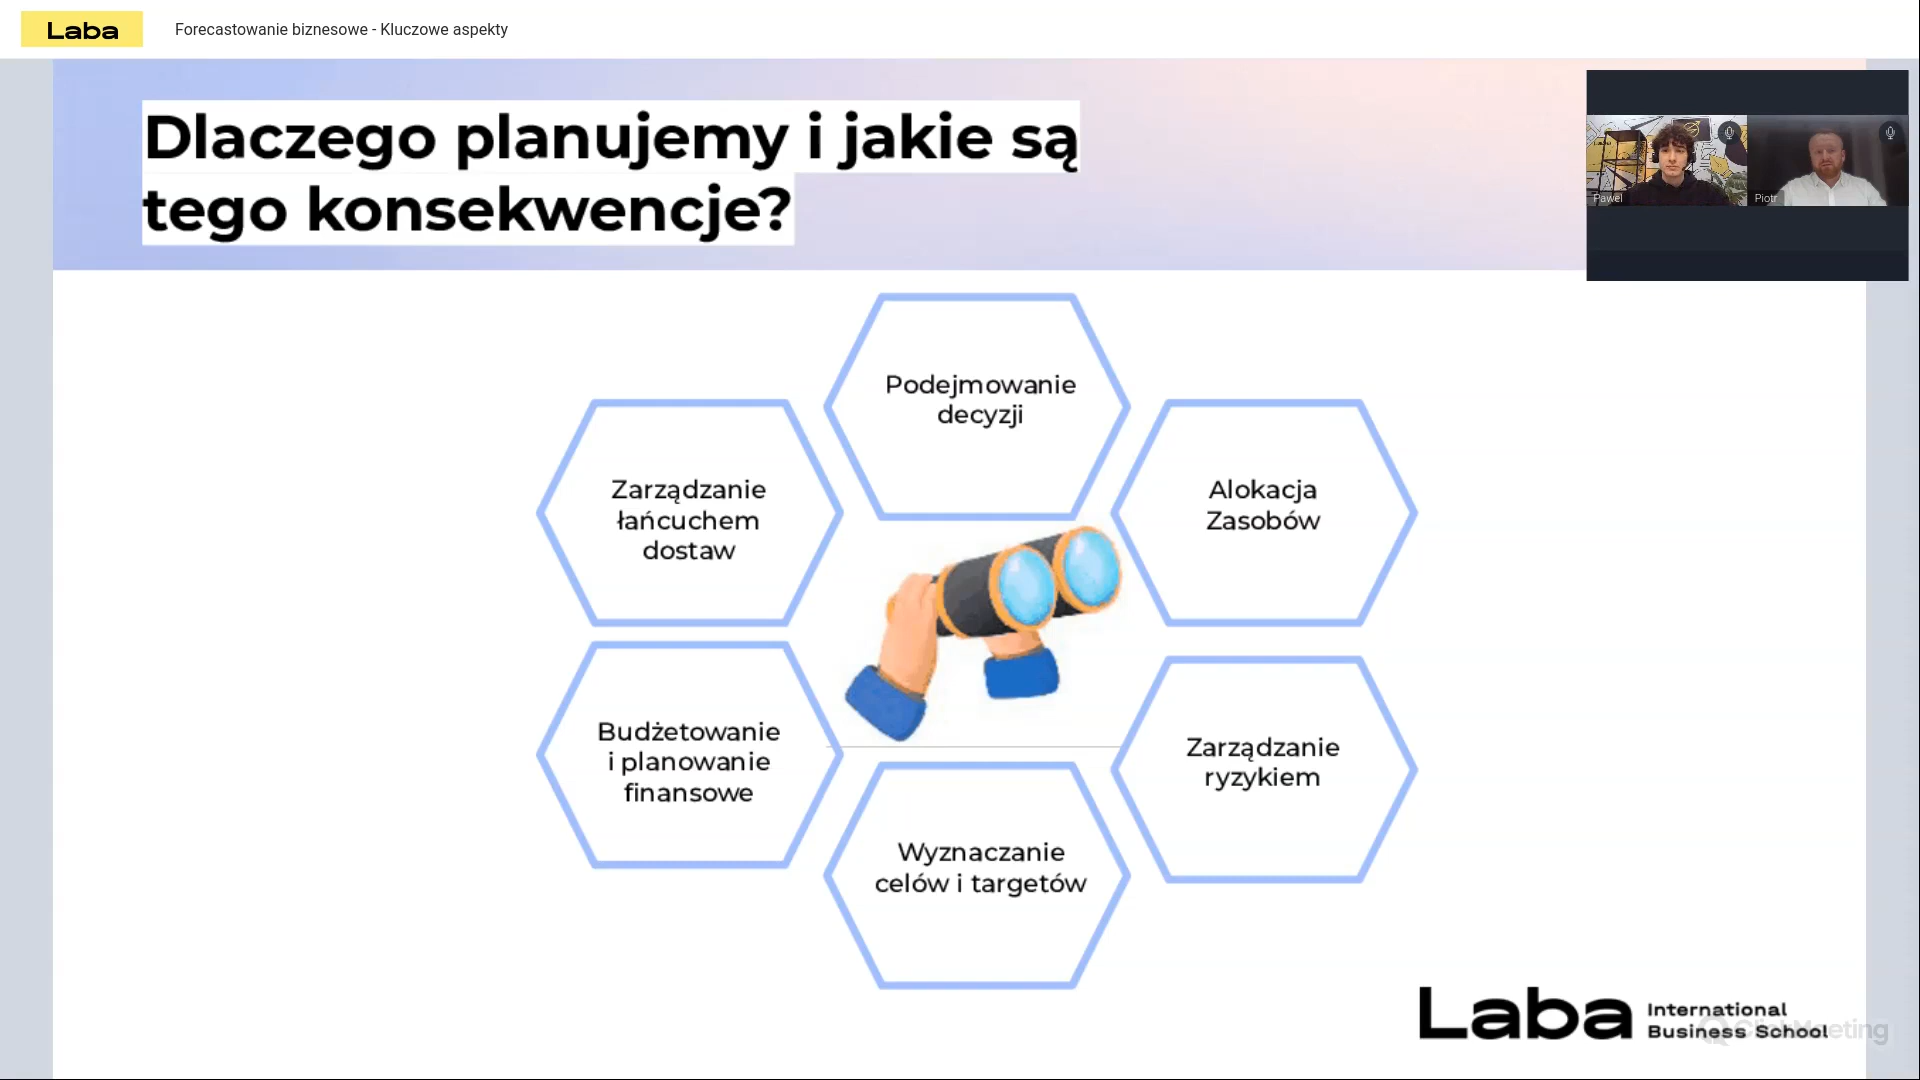 Laba
Forecastowanie biznesowe - Kluczowe aspekty
Dlaczego planujemy i jakie są
tego konsekwencje?
Paweł
Piotr
Podejmowanie
decyzji
Zarządzanie
łańcuchem
dostaw
Alokacja
Zasobów
Budżetowanie
i planowanie
finansowe
Zarządzanie
ryzykiem
Wyznaczanie
celów i targetów
Laba
International
Business School
ClickMeeting